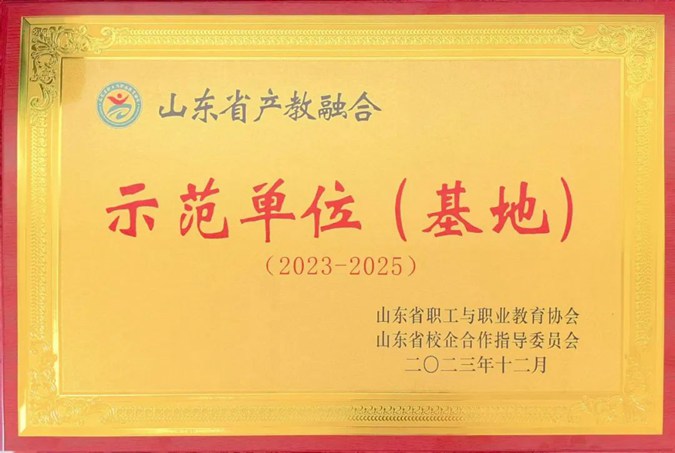 山东省产教融合
示范单位（基地）
（2023-2025）
山东省职工与职业教育协会
山东省校企合作指导委员会
二〇二三年十二月